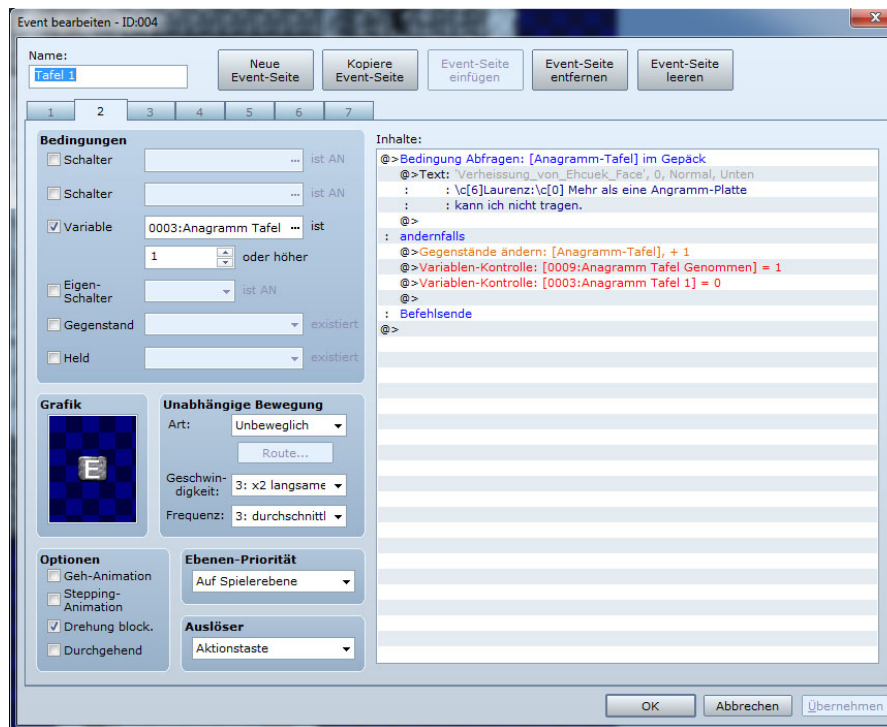 Event bearbeiten - ID:004
Name:
Tafel 1
Neue Event-Seite
Kopiere Event-Seite
Event-Seite einfügen
Event-Seite entfernen
Event-Seite leeren
1 2 3 4 5 6 7
Bedingungen
Schalter ... ist AN
Schalter ... ist AN
Variable 0003:Anagramm Tafel ... ist
1 oder höher
Eigen-Schalter ist AN
Gegenstand existiert
Held existiert
Grafik
E
Unabhängige Bewegung
Art: Unbeweglich
Route...
Geschwin-
digkeit: 3: x2 langsame
Frequenz: 3: durchschnittl
Optionen
Geh-Animation
Stepping-
Animation
Drehung block.
Durchgehend
Ebenen-Priorität
Auf Spielerebene
Auslöser
Aktionstaste
Inhalte:
@>Bedingung Abfragen: [Anagramm-Tafel] im Gepäck
@>Text: 'Verheissung_von_Ehcuek_Face', 0, Normal, Unten
: : \c[6]Laurenz:\c[0] Mehr als eine Angramm-Platte
: : kann ich nicht tragen.
@>
: andernfalls
@>Gegenstände ändern: [Anagramm-Tafel], + 1
@>Variablen-Kontrolle: [0009:Anagramm Tafel Genommen] = 1
@>Variablen-Kontrolle: [0003:Anagramm Tafel 1] = 0
@>
: Befehlsende
@>
OK Abbrechen Übernehmen